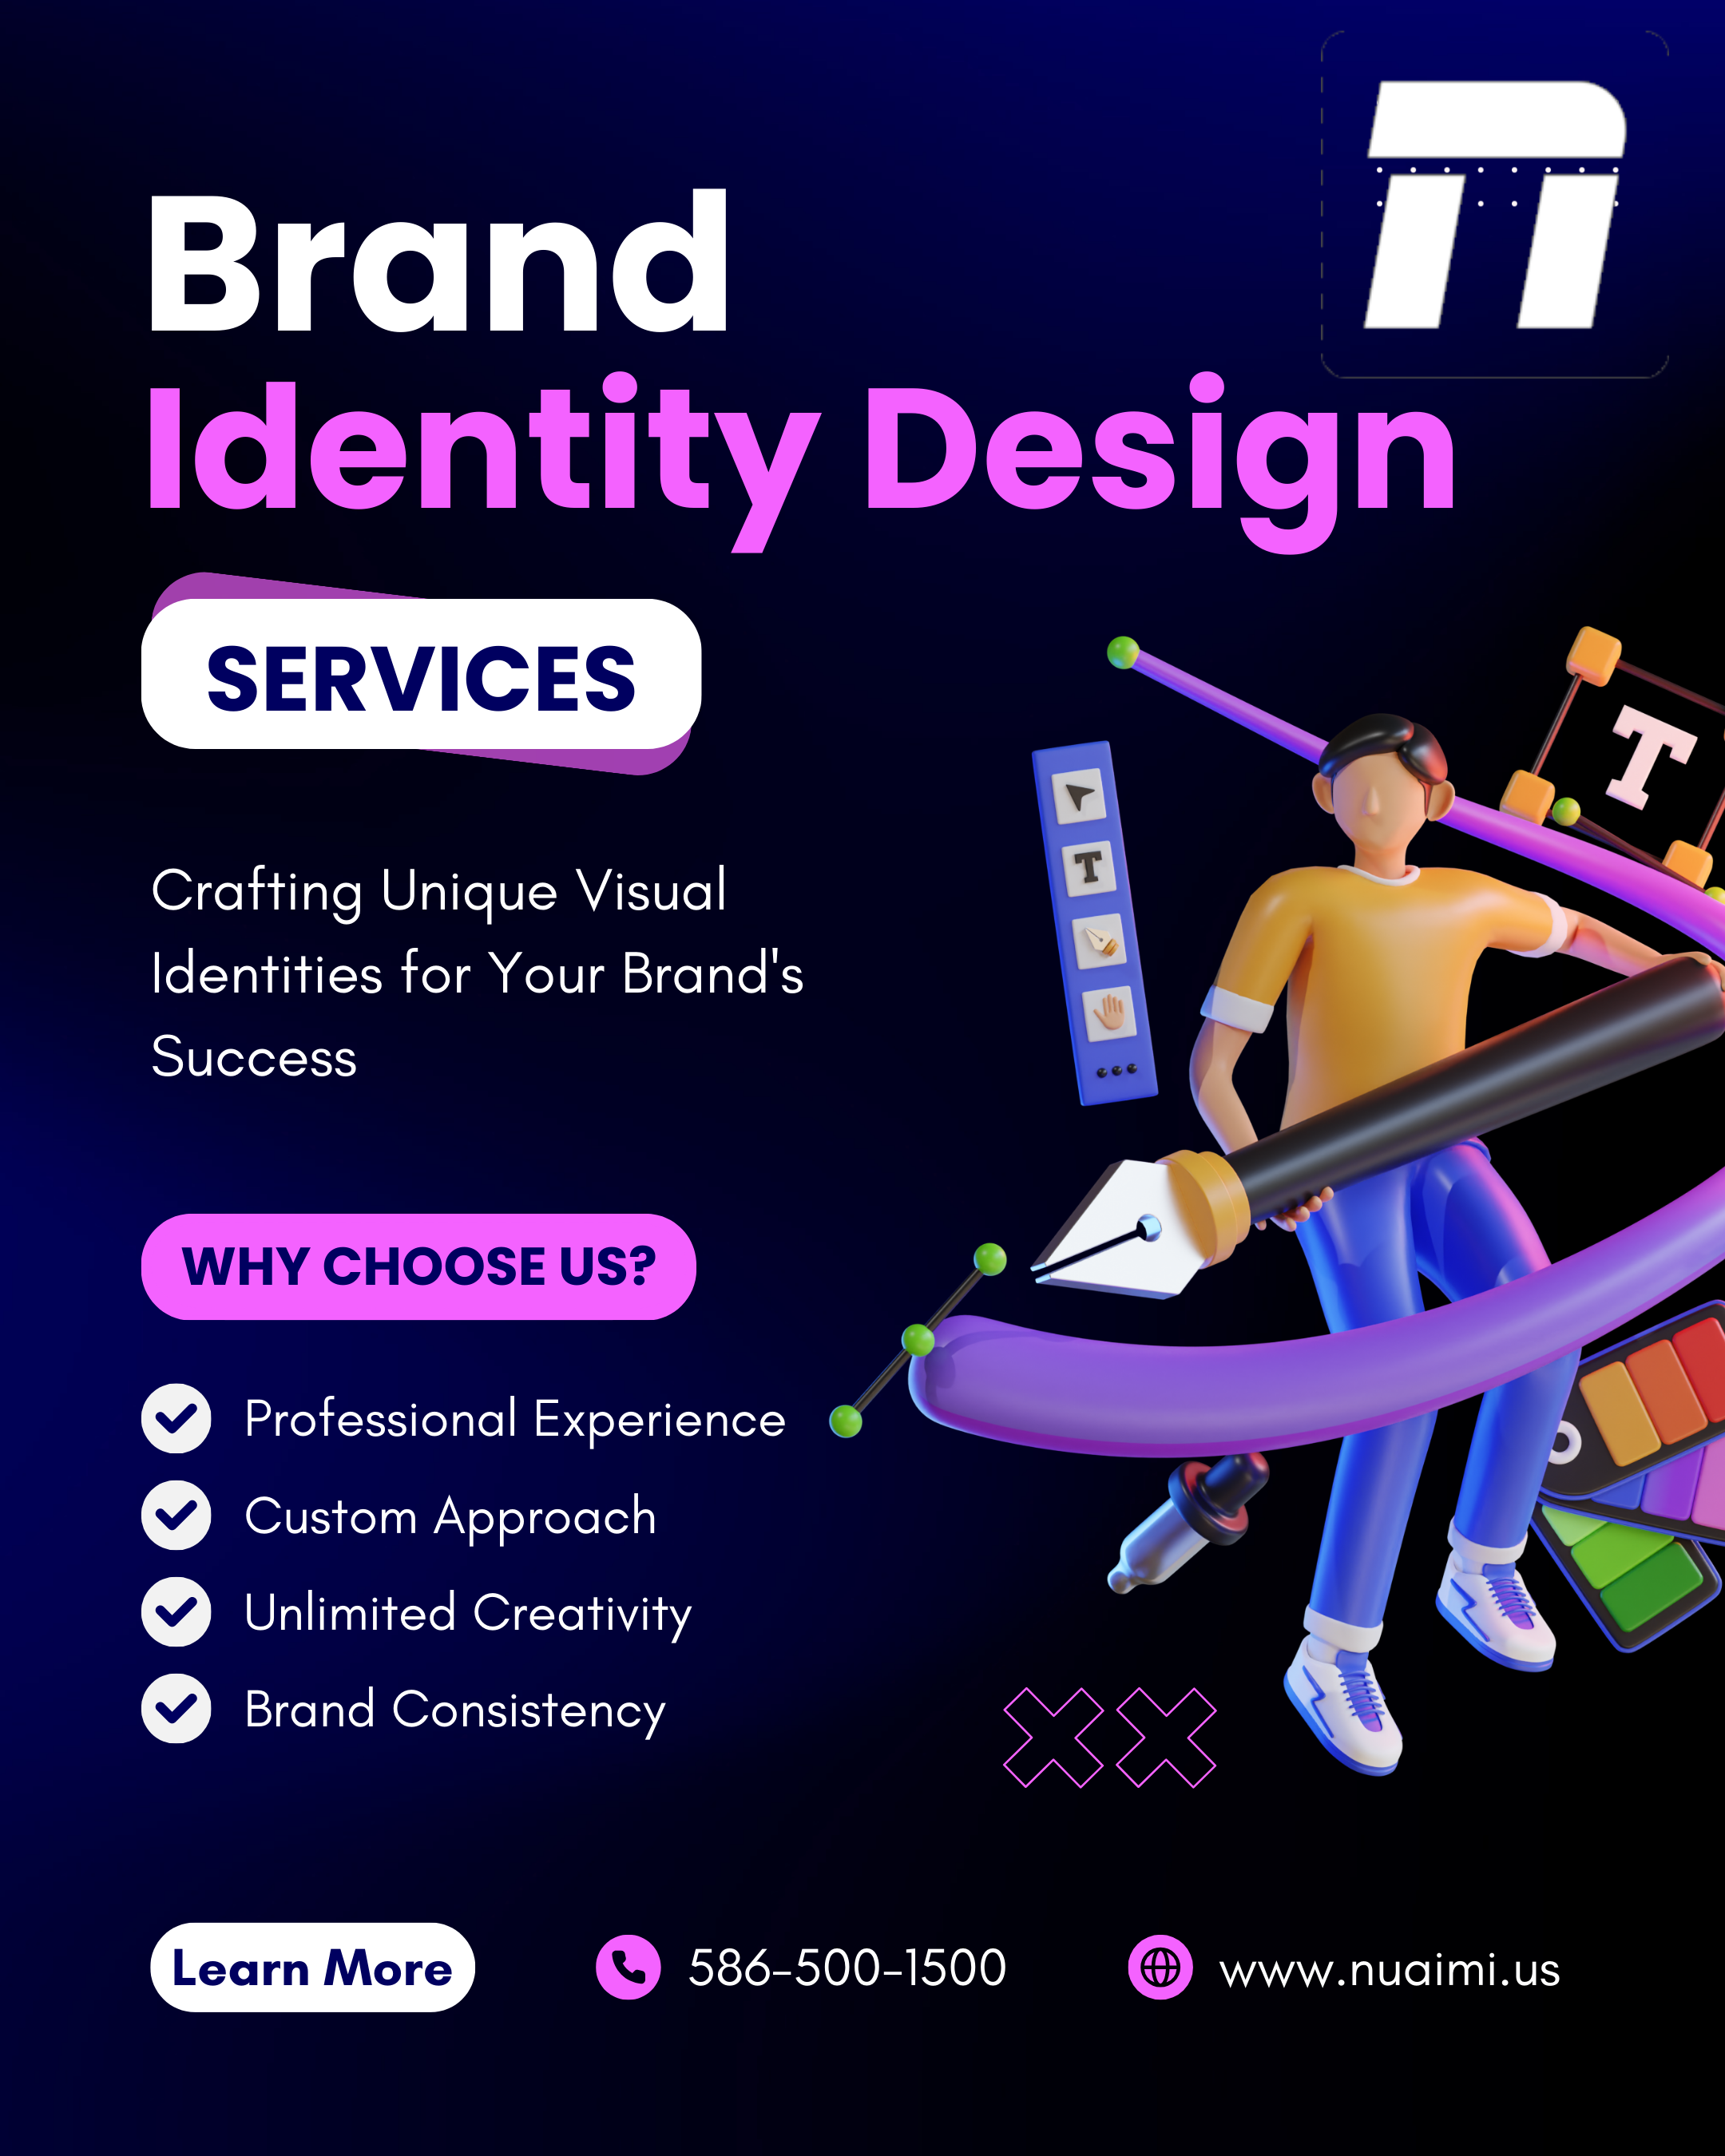 Brand
Identity Design
SERVICES
Crafting Unique Visual
Identities for Your Brand's
Success
WHY CHOOSE US?
Professional Experience
Custom Approach
Unlimited Creativity
Brand Consistency
Learn More
586-500-1500
www.nuaimi.us
T
T